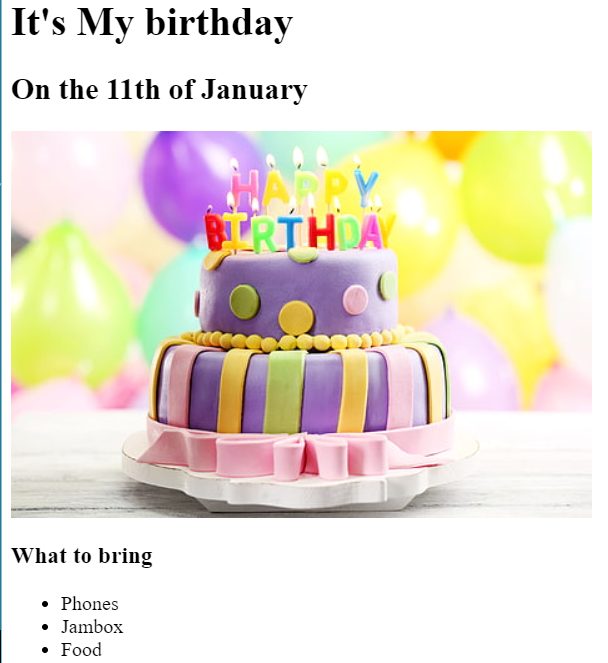 It's My birthday
On the 11th of January
HAPPY
BIRTHDAY
What to bring
Phones
Jambox
Food